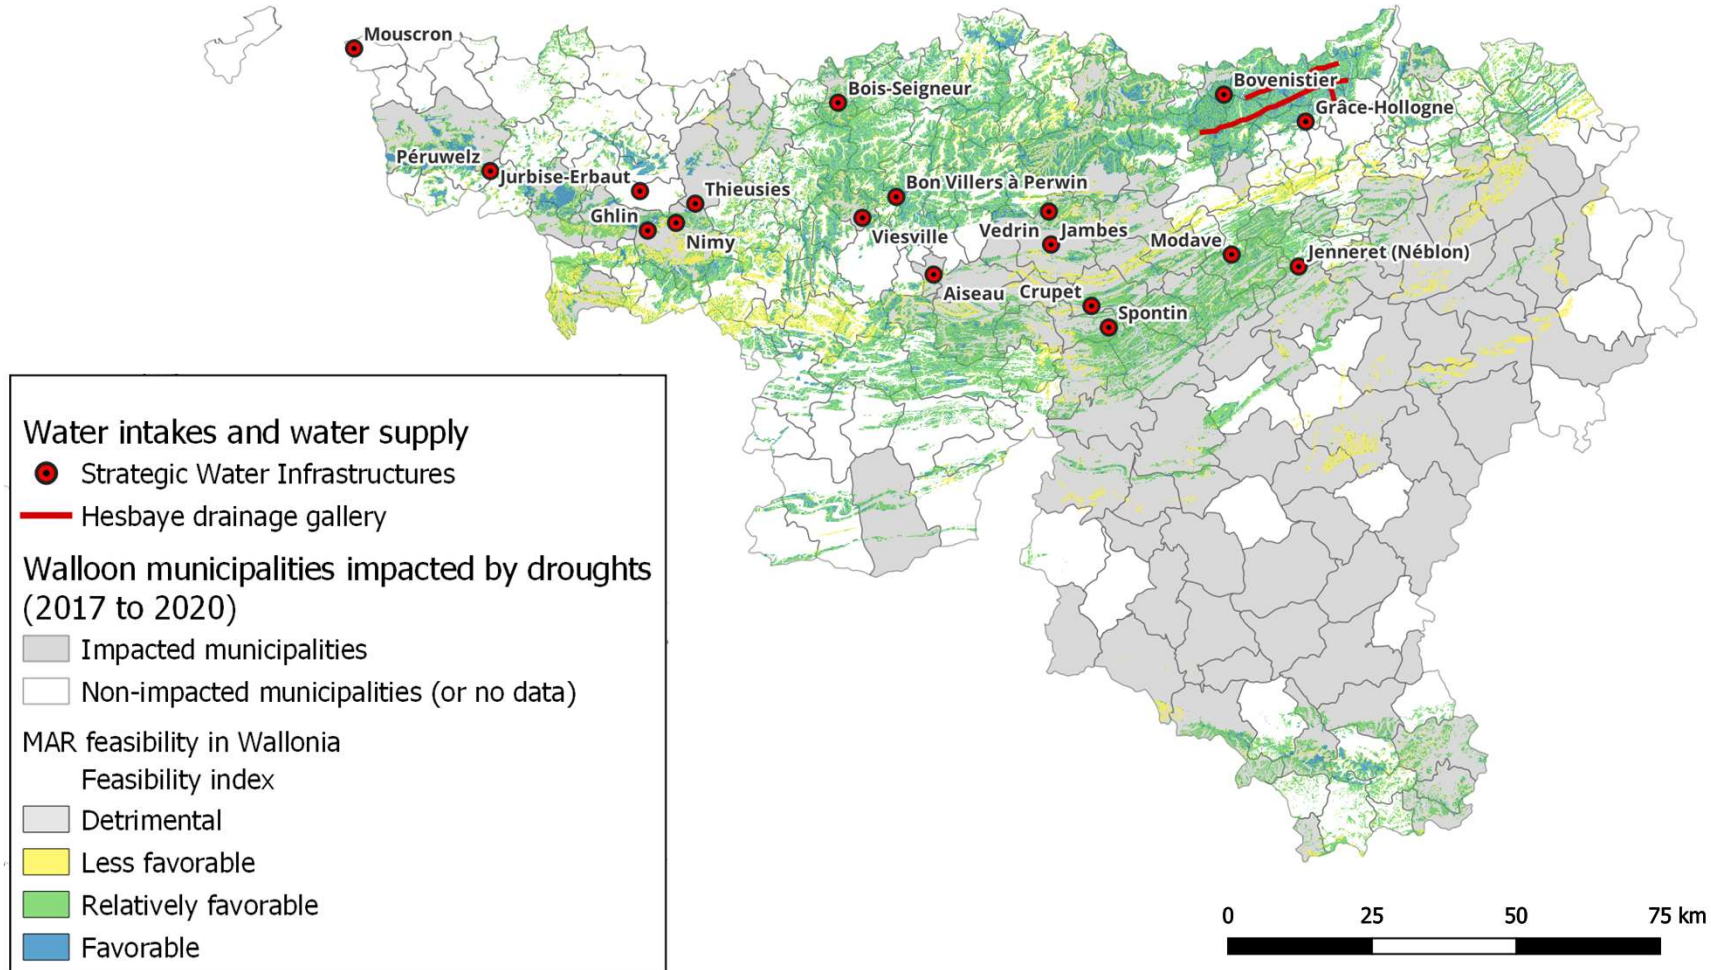 Mouscron
Bois-Seigneur
Bovenistier
Grâce-Hollogne
Péruwelz
Jurbise-Erbaut
Thieusies
Bon Villers à Perwin
Ghlin
Nimy
Viesville
Vedrin
Jambes
Modave
Jenneret (Néblon)
Aiseau
Crupet
Spontin
Water intakes and water supply
Strategic Water Infrastructures
Hesbaye drainage gallery
Walloon municipalities impacted by droughts
(2017 to 2020)
Impacted municipalities
Non-impacted municipalities (or no data)
MAR feasibility in Wallonia
Feasibility index
Detrimental
Less favorable
Relatively favorable
Favorable
0 25 50 75 km